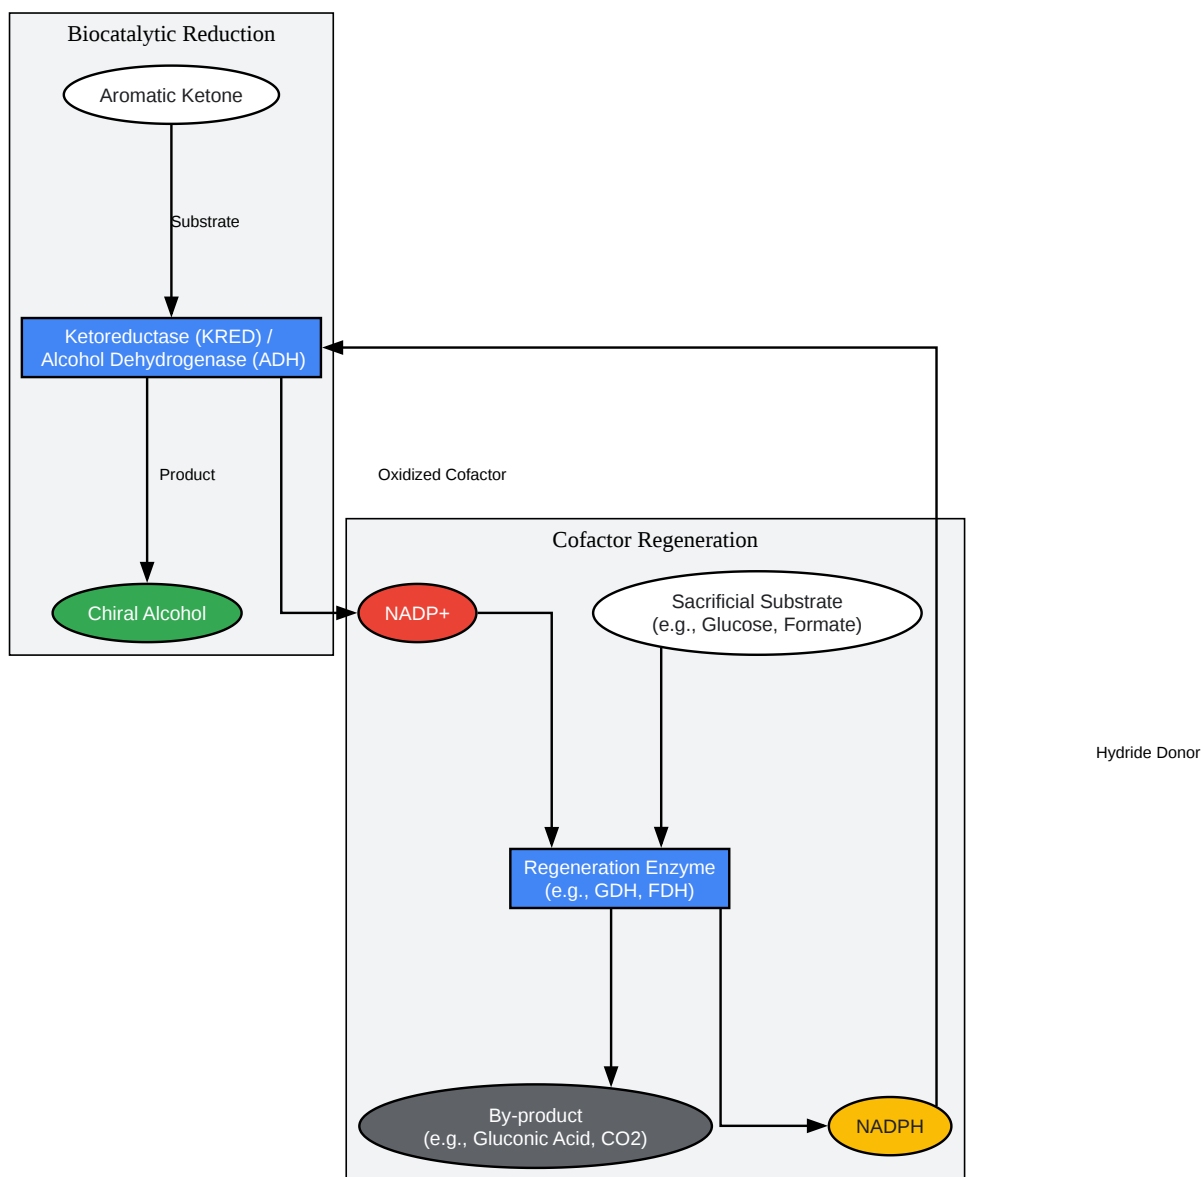 Biocatalytic Reduction
Aromatic Ketone
Substrate
Ketoreductase (KRED) /
Alcohol Dehydrogenase (ADH)
Product
Oxidized Cofactor
Cofactor Regeneration
Chiral Alcohol
NADP+
Sacrificial Substrate
(e.g., Glucose, Formate)
Hydride Donor
Regeneration Enzyme
(e.g., GDH, FDH)
By-product
(e.g., Gluconic Acid, CO2)
NADPH